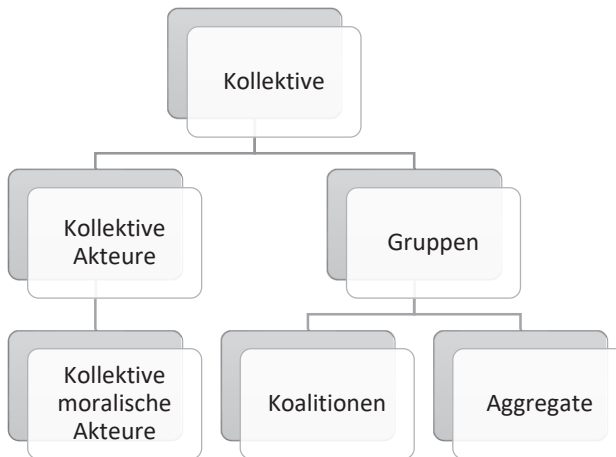 Kollektive
Kollektive
Akteure
Gruppen
Kollektive
moralische
Akteure
Koalitionen
Aggregate